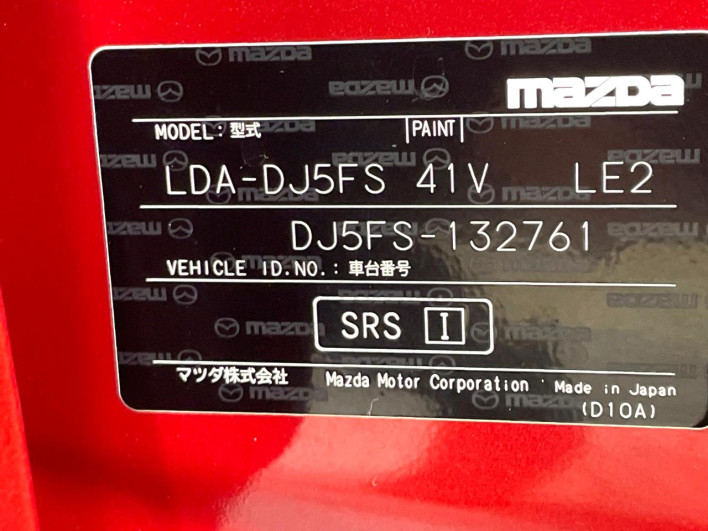 mazda
MODEL: 型式 PAINT
LDA-DJ5FS 41V LE2
DJ5FS-132761
VEHICLE ID.NO.: 車台番号
SRS I
マツダ株式会社 Mazda Motor Corporation Made in Japan
(D10A)